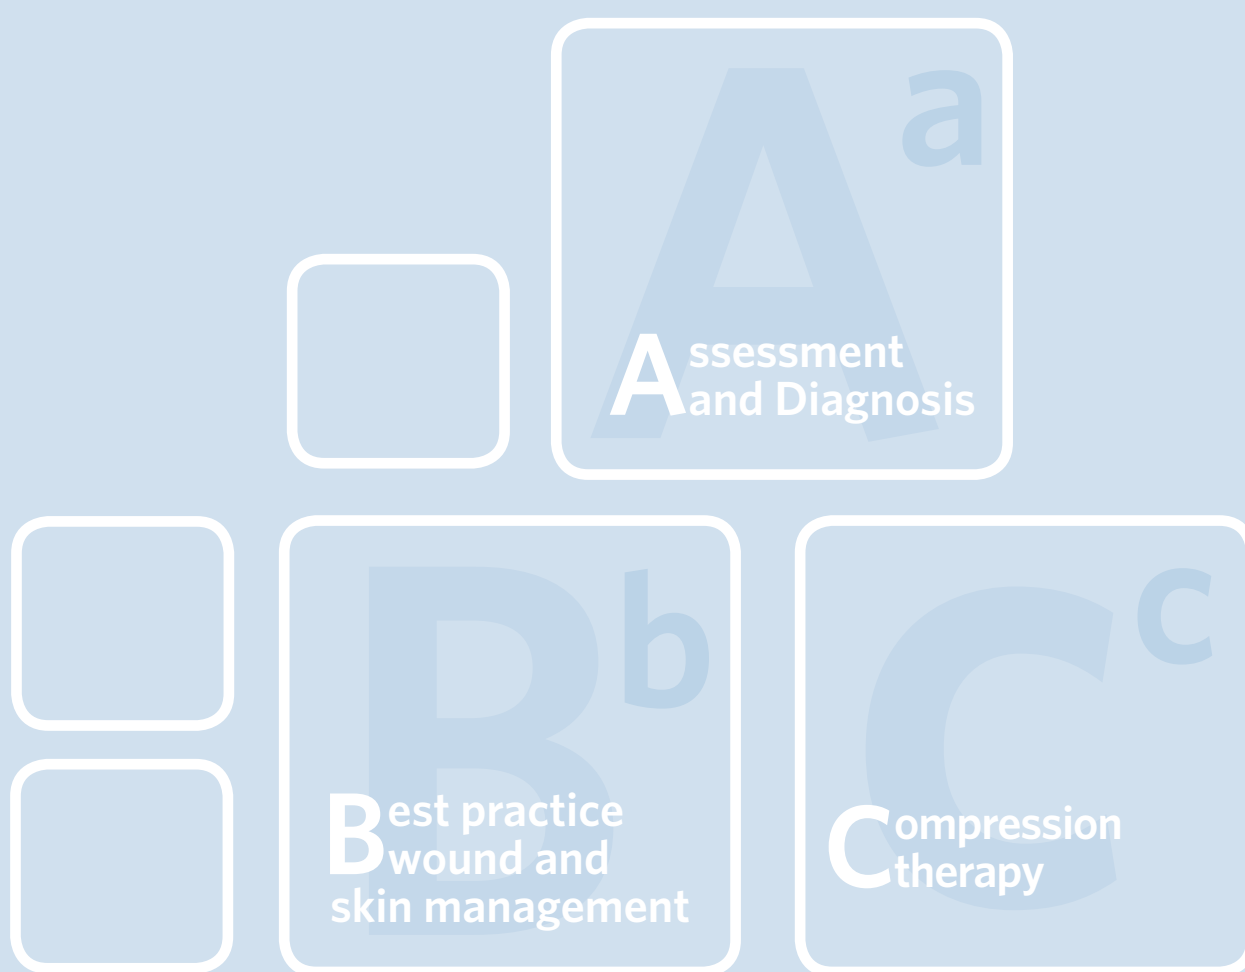 A a
Assessment
and Diagnosis
B b
Best practice
wound and
skin management
C c
Compression
therapy